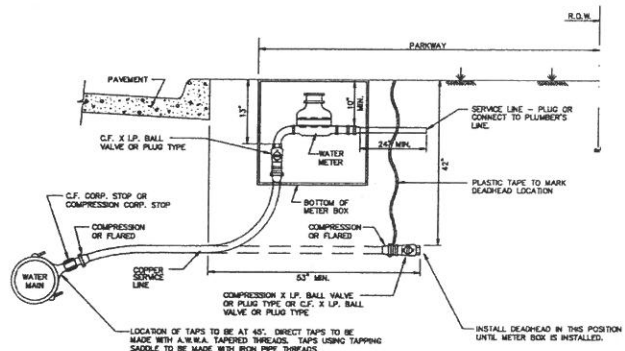 R.O.W.
PARKWAY
PAVEMENT
13"
10"
MIN.
SERVICE LINE - PLUG OR
CONNECT TO PLUMBER'S
LINE.
C.F. X I.P. BALL
VALVE OR PLUG TYPE
WATER
METER
24" MIN.
42"
C.F. CORP. STOP OR
COMPRESSION CORP. STOP
BOTTOM OF
METER BOX
PLASTIC TAPE TO MARK
DEADHEAD LOCATION
COMPRESSION
OR FLARED
COMPRESSION
OR FLARED
WATER
MAIN
COPPER
SERVICE
LINE
53" MIN.
COMPRESSION X I.P. BALL VALVE
OR PLUG TYPE OR C.F. X I.P. BALL
VALVE OR PLUG TYPE
LOCATION OF TAPS TO BE AT 45°. DIRECT TAPS TO BE
MADE WITH A.W.W.A. TAPERED THREADS. TAPS USING TAPPING
SADDLE TO BE MADE WITH IRON PIPE THREADS
INSTALL DEADHEAD IN THIS POSITION
UNTIL METER BOX IS INSTALLED.